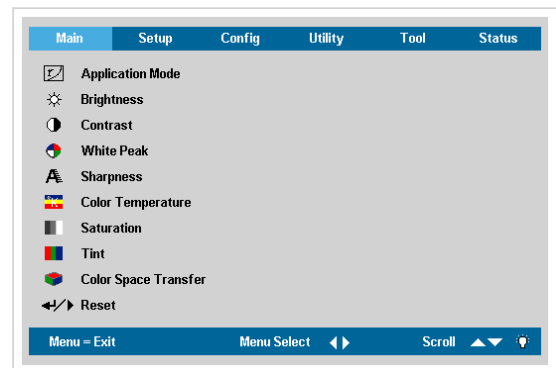 Main Setup Config Utility Tool Status
Application Mode
Brightness
Contrast
White Peak
Sharpness
Color Temperature
Saturation
Tint
Color Space Transfer
Reset
Menu = Exit Menu Select Scroll